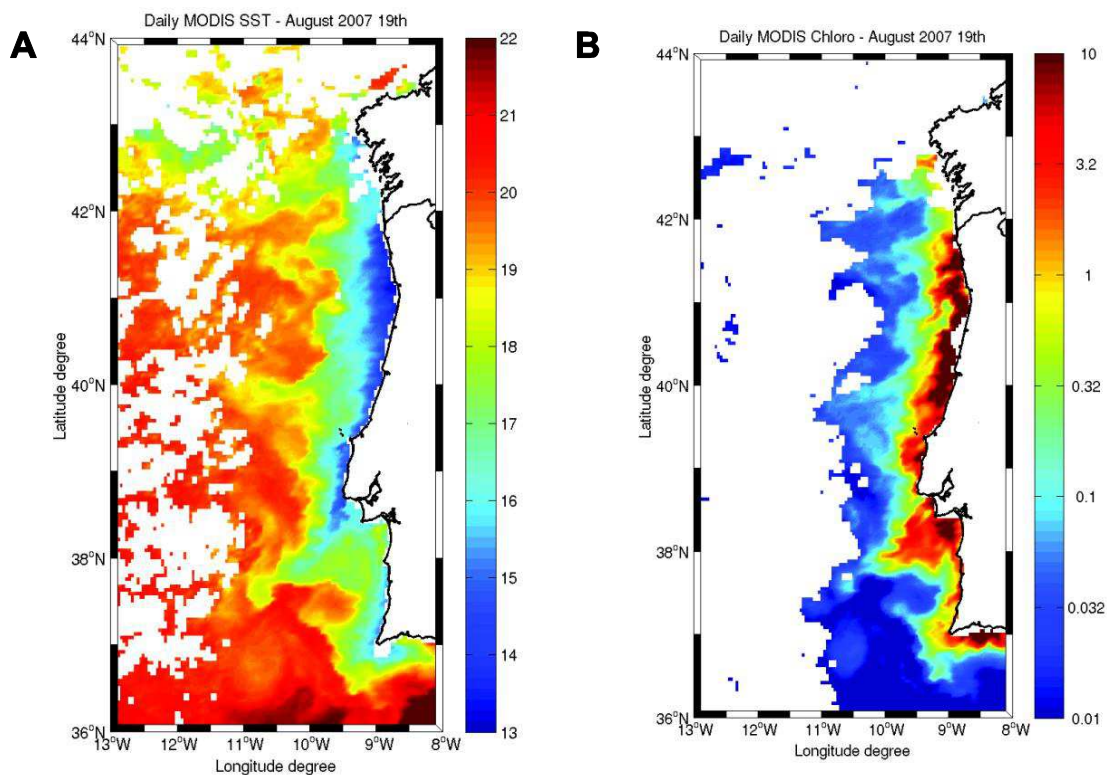 A
Daily MODIS SST - August 2007 19th
44°N
42°N
40°N
38°N
36°N
Latitude degree
13°W 12°W 11°W 10°W 9°W 8°W
Longitude degree
22
21
20
19
18
17
16
15
14
13
B
Daily MODIS Chloro - August 2007 19th
44°N
42°N
40°N
38°N
36°N
Latitude degree
13°W 12°W 11°W 10°W 9°W 8°W
Longitude degree
10
3.2
1
0.32
0.1
0.032
0.01